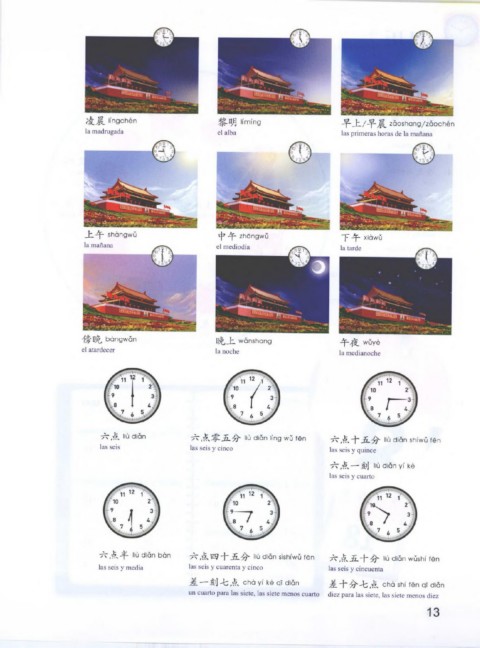 凌晨 língchén
la madrugada
黎明 límíng
el alba
早上/早晨 zǎoshang/zǎochén
las primeras horas de la mañana
上午 shàngwǔ
la mañana
中午 zhōngwǔ
el mediodía
下午 xiàwǔ
la tarde
傍晚 bàngwǎn
el atardecer
晚上 wǎnshang
la noche
午夜 wǔyè
la medianoche
六点 liù diǎn
las seis
六点零五分 liù diǎn líng wǔ fēn
las seis y cinco
六点十五分 liù diǎn shíwǔ fēn
las seis y quince
六点一刻 liù diǎn yí kè
las seis y cuarto
六点半 liù diǎn bàn
las seis y media
六点四十五分 liù diǎn sìshíwǔ fēn
las seis y cuarenta y cinco
差一刻七点 chà yí kè qī diǎn
un cuarto para las siete, las siete menos cuarto
六点五十分 liù diǎn wǔshí fēn
las seis y cincuenta
差十分七点 chà shí fēn qī diǎn
diez para las siete, las siete menos diez
13